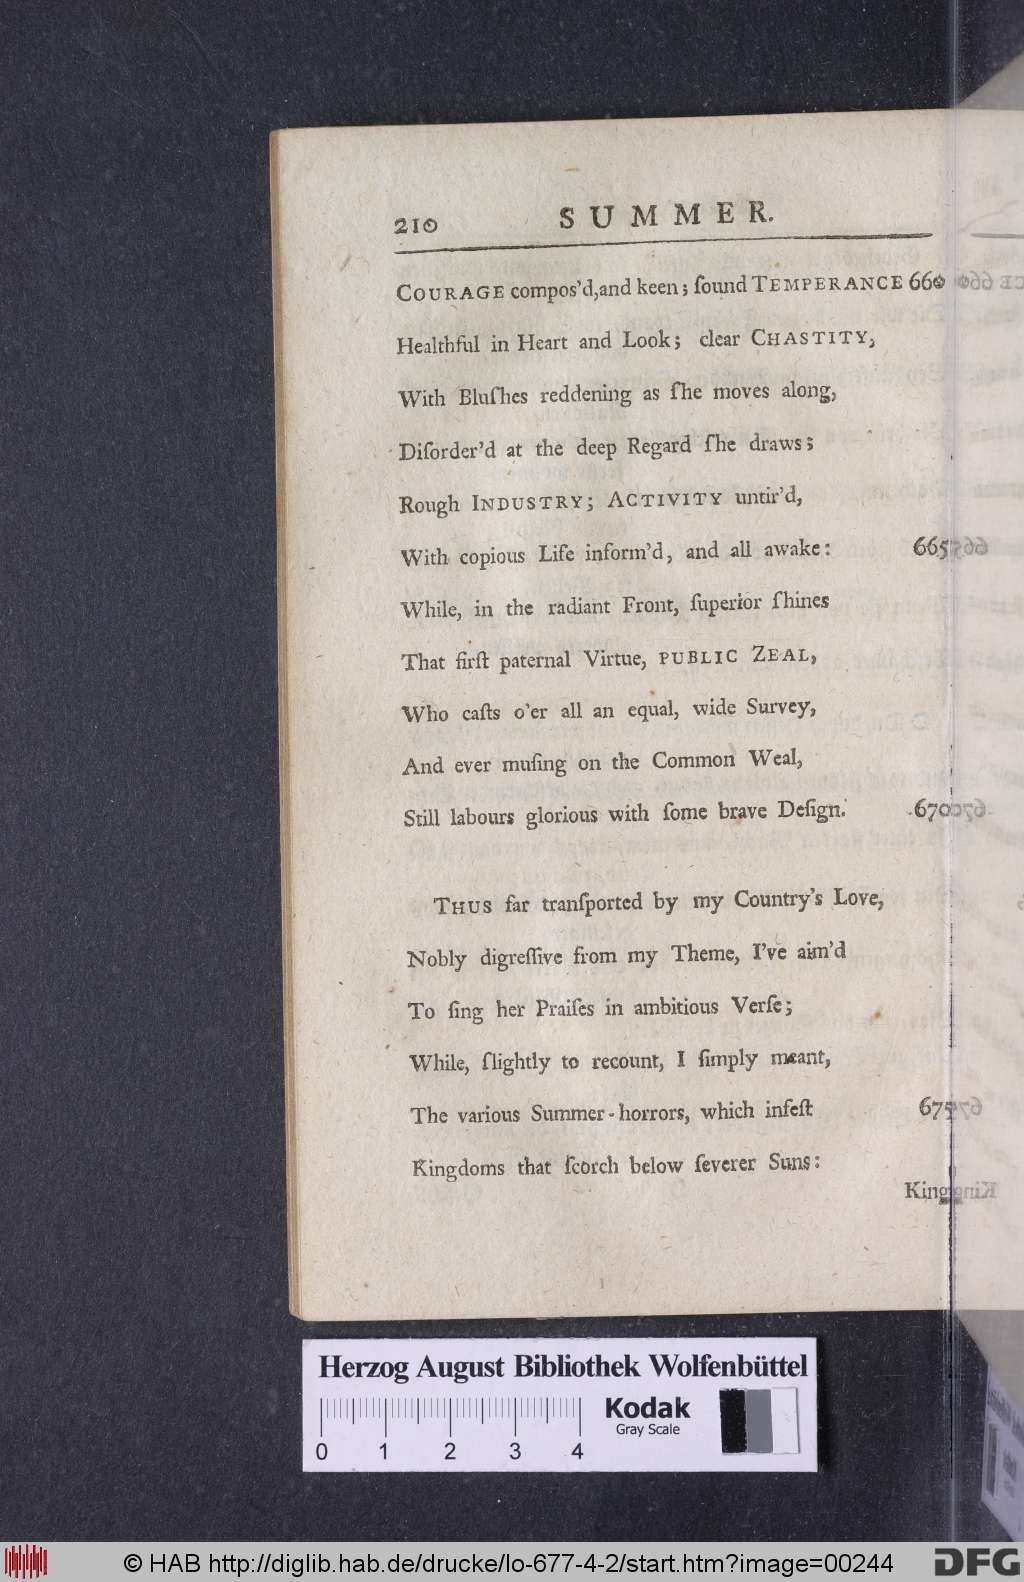 210 SUMMER.
COURAGE compos'd, and keen; ſound TEMPERANCE 660
Healthful in Heart and Look; clear CHASTITY,
With Bluſhes reddening as ſhe moves along,
Diſorder'd at the deep Regard ſhe draws;
Rough INDUSTRY; ACTIVITY untir'd,
With copious Life inform'd, and all awake: 665
While, in the radiant Front, ſuperior ſhines
That firſt paternal Virtue, PUBLIC ZEAL,
Who caſts o'er all an equal, wide Survey,
And ever muſing on the Common Weal,
Still labours glorious with ſome brave Deſign. 670
THUS far tranſported by my Country's Love,
Nobly digreſſive from my Theme, I've aim'd
To ſing her Praiſes in ambitious Verſe;
While, ſlightly to recount, I ſimply meant,
The various Summer-horrors, which infeſt 675
Kingdoms that ſcorch below ſeverer Suns:
King
Herzog August Bibliothek Wolfenbüttel
Kodak
Gray Scale
0 1 2 3 4
© HAB http://diglib.hab.de/drucke/lo-677-4-2/start.htm?image=00244 DFG